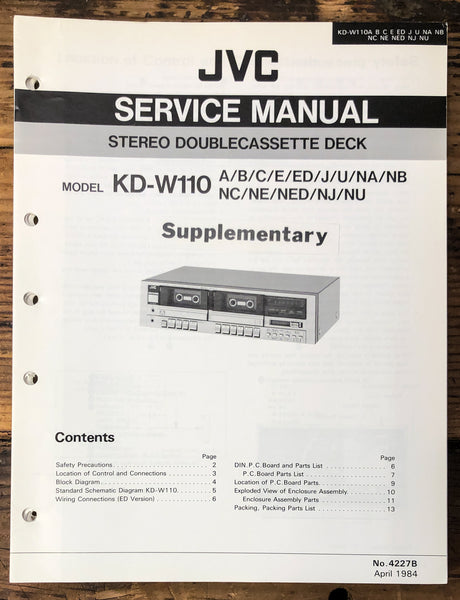 KD-W110A B C E ED J U NA NB
NC NE NED NJ NU
JVC
SERVICE MANUAL
STEREO DOUBLECASSETTE DECK
MODEL KD-W110 A/B/C/E/ED/J/U/NA/NB
NC/NE/NED/NJ/NU
Supplementary
JVC
Contents
Page
Safety Precautions . . . . . . . . . . . . . . . . . . . . 2
Location of Control and Connections . . . . . . . 3
Block Diagram . . . . . . . . . . . . . . . . . . . . . . . 4
Standard Schematic Diagram KD-W110 . . . . . . 5
Wiring Connections (ED Version) . . . . . . . . . . 6
Page
DIN.P.C.Board and Parts List . . . . . . . . . . . . 6
P.C.Board Parts List . . . . . . . . . . . . . . . . . . 7
Location of P.C.Board Parts . . . . . . . . . . . . . 9
Exploded View of Enclosure Assembly . . . . . . 10
Enclosure Assembly Parts . . . . . . . . . . . . . . 11
Packing, Packing Parts List . . . . . . . . . . . . . 13
No.4227B
April 1984